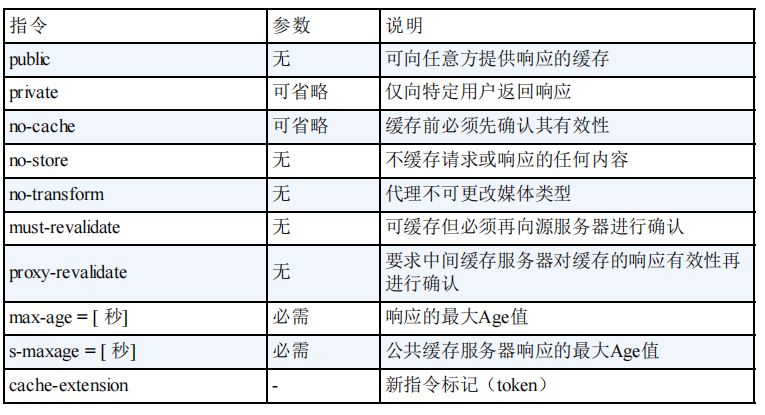 指令 参数 说明
public 无 可向任意方提供响应的缓存
private 可省略 仅向特定用户返回响应
no-cache 可省略 缓存前必须先确认其有效性
no-store 无 不缓存请求或响应的任何内容
no-transform 无 代理不可更改媒体类型
must-revalidate 无 可缓存但必须再向源服务器进行确认
proxy-revalidate 无 要求中间缓存服务器对缓存的响应有效性再
进行确认
max-age = [ 秒] 必需 响应的最大Age值
s-maxage = [ 秒] 必需 公共缓存服务器响应的最大Age值
cache-extension - 新指令标记（token）